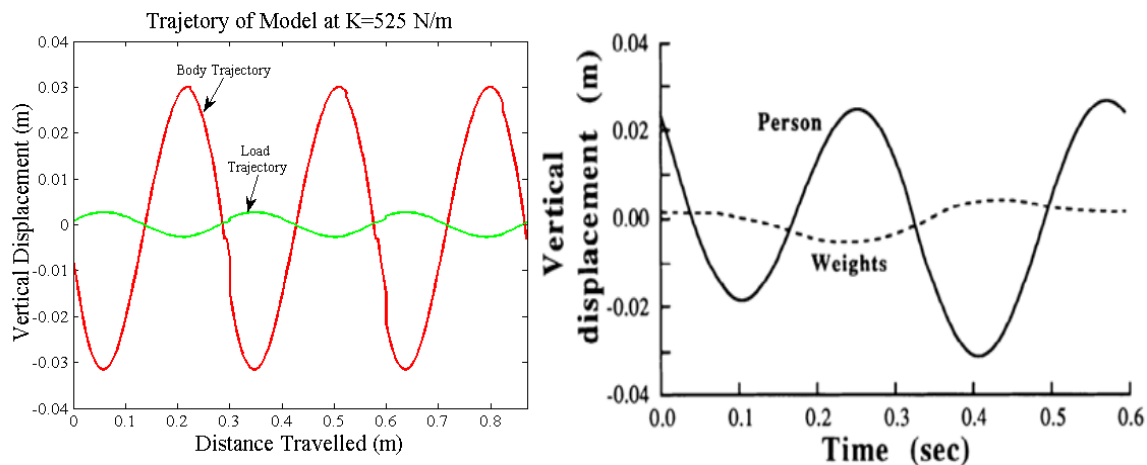 Trajetory of Model at K=525 N/m
Vertical Displacement (m)
0.04
0.03
0.02
0.01
0
-0.01
-0.02
-0.03
-0.04
Body Trajectory
Load
Trajectory
0
0.1
0.2
0.3
0.4
0.5
0.6
0.7
0.8
Distance Travelled (m)
Vertical
displacement (m)
0.04
0.02
0.00
-0.02
-0.04
Person
Weights
0.0
0.1
0.2
0.3
0.4
0.5
0.6
Time (sec)